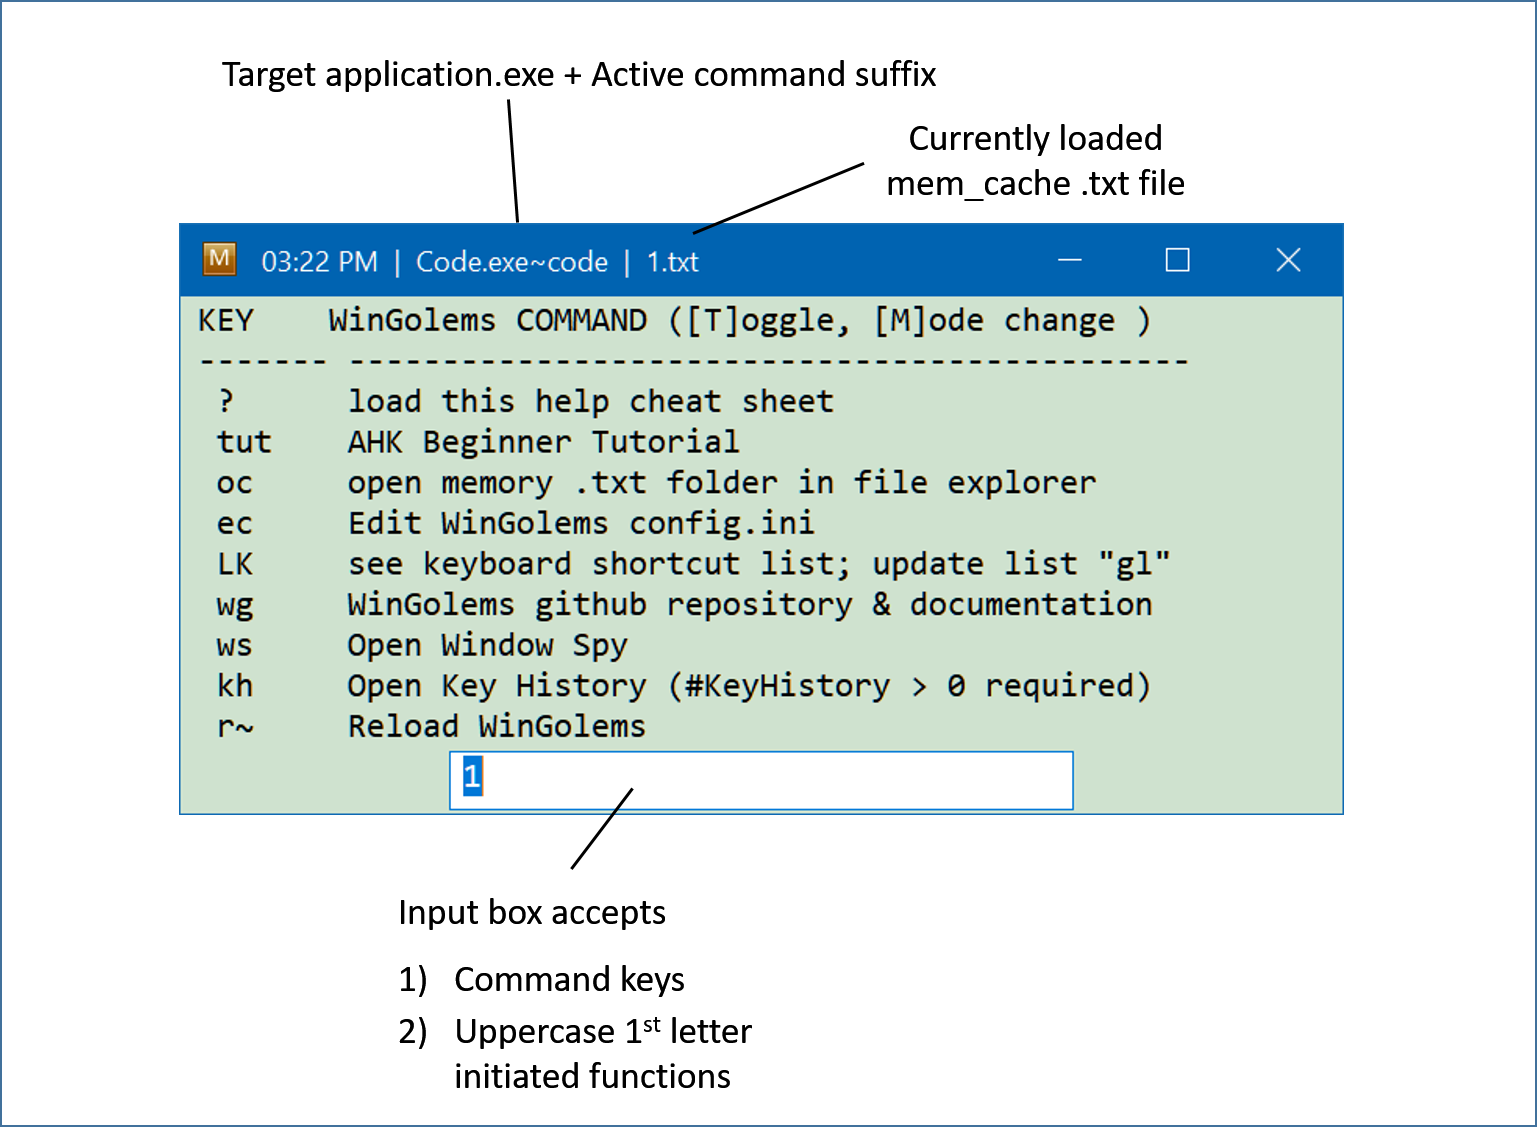 Target application.exe + Active command suffix
Currently loaded
mem_cache .txt file
M 03:22 PM | Code.exe~code | 1.txt
KEY WinGolems COMMAND ([T]oggle, [M]ode change )
------- ---------------------------------------------
? load this help cheat sheet
tut AHK Beginner Tutorial
oc open memory .txt folder in file explorer
ec Edit WinGolems config.ini
LK see keyboard shortcut list; update list "gl"
wg WinGolems github repository & documentation
ws Open Window Spy
kh Open Key History (#KeyHistory > 0 required)
r~ Reload WinGolems
1
Input box accepts
1) Command keys
2) Uppercase 1st letter
initiated functions